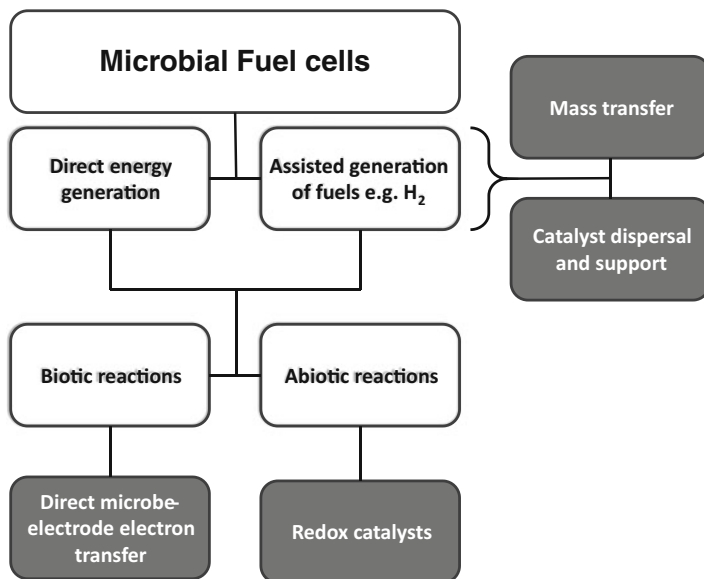 Microbial Fuel cells
Mass transfer
Direct energy
generation
Assisted generation
of fuels e.g. H₂
Catalyst dispersal
and support
Biotic reactions
Abiotic reactions
Direct microbe-
electrode electron
transfer
Redox catalysts